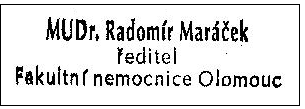 MUDr. Radomír Maráček
ředitel
Fakultní nemocnice Olomouc